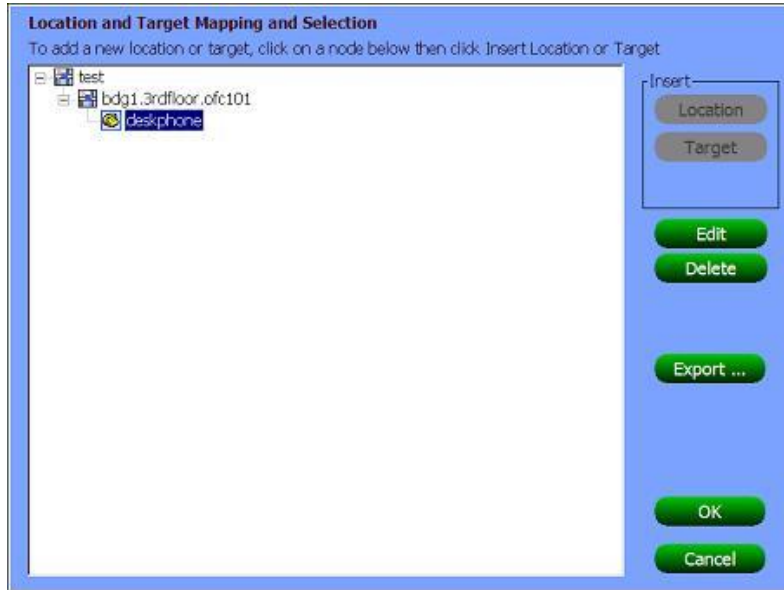 Location and Target Mapping and Selection
To add a new location or target, click on a node below then click Insert Location or Target
test
bdg1.3rdfloor.ofc101
deskphone
Insert
Location
Target
Edit
Delete
Export ...
OK
Cancel